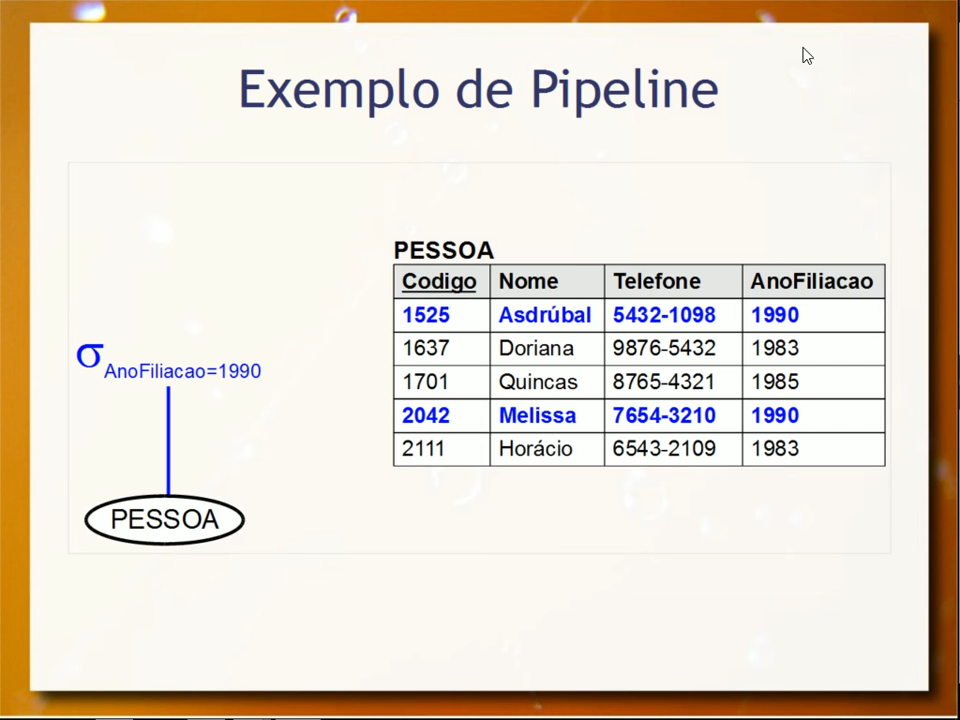 Exemplo de Pipeline
PESSOA
Codigo Nome Telefone AnoFiliacao
1525 Asdrúbal 5432-1098 1990
1637 Doriana 9876-5432 1983
1701 Quincas 8765-4321 1985
2042 Melissa 7654-3210 1990
2111 Horácio 6543-2109 1983
σ AnoFiliacao=1990
PESSOA